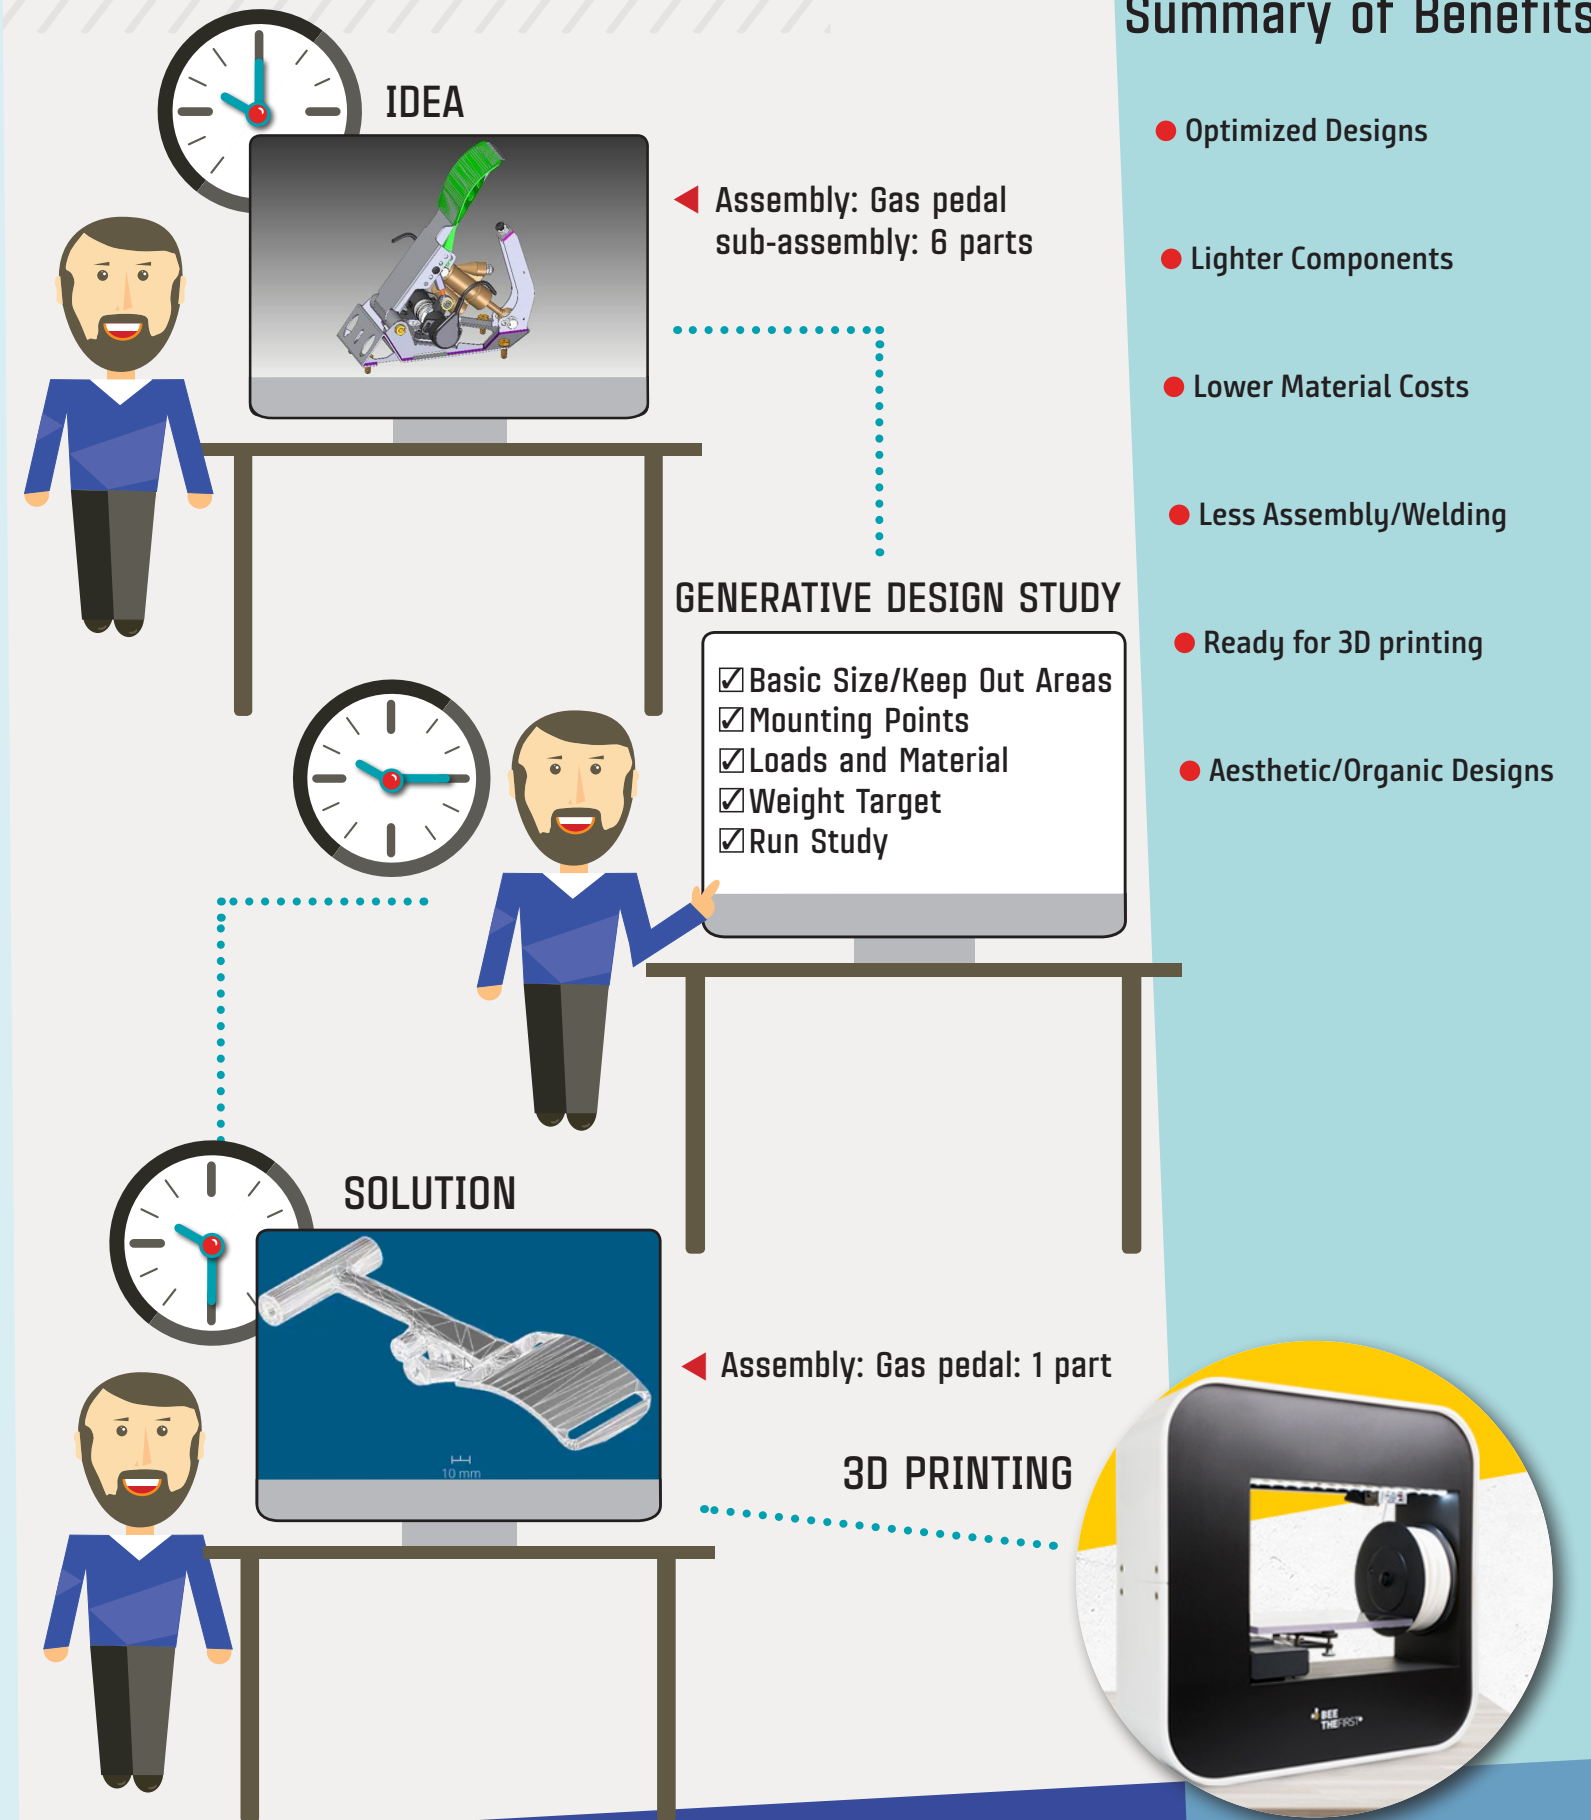 Summary of Benefits
IDEA
Assembly: Gas pedal
sub-assembly: 6 parts
Optimized Designs
Lighter Components
Lower Material Costs
Less Assembly/Welding
Ready for 3D printing
Aesthetic/Organic Designs
GENERATIVE DESIGN STUDY
☑ Basic Size/Keep Out Areas
☑ Mounting Points
☑ Loads and Material
☑ Weight Target
☑ Run Study
SOLUTION
10 mm
Assembly: Gas pedal: 1 part
3D PRINTING
BEE
THEFIRST+